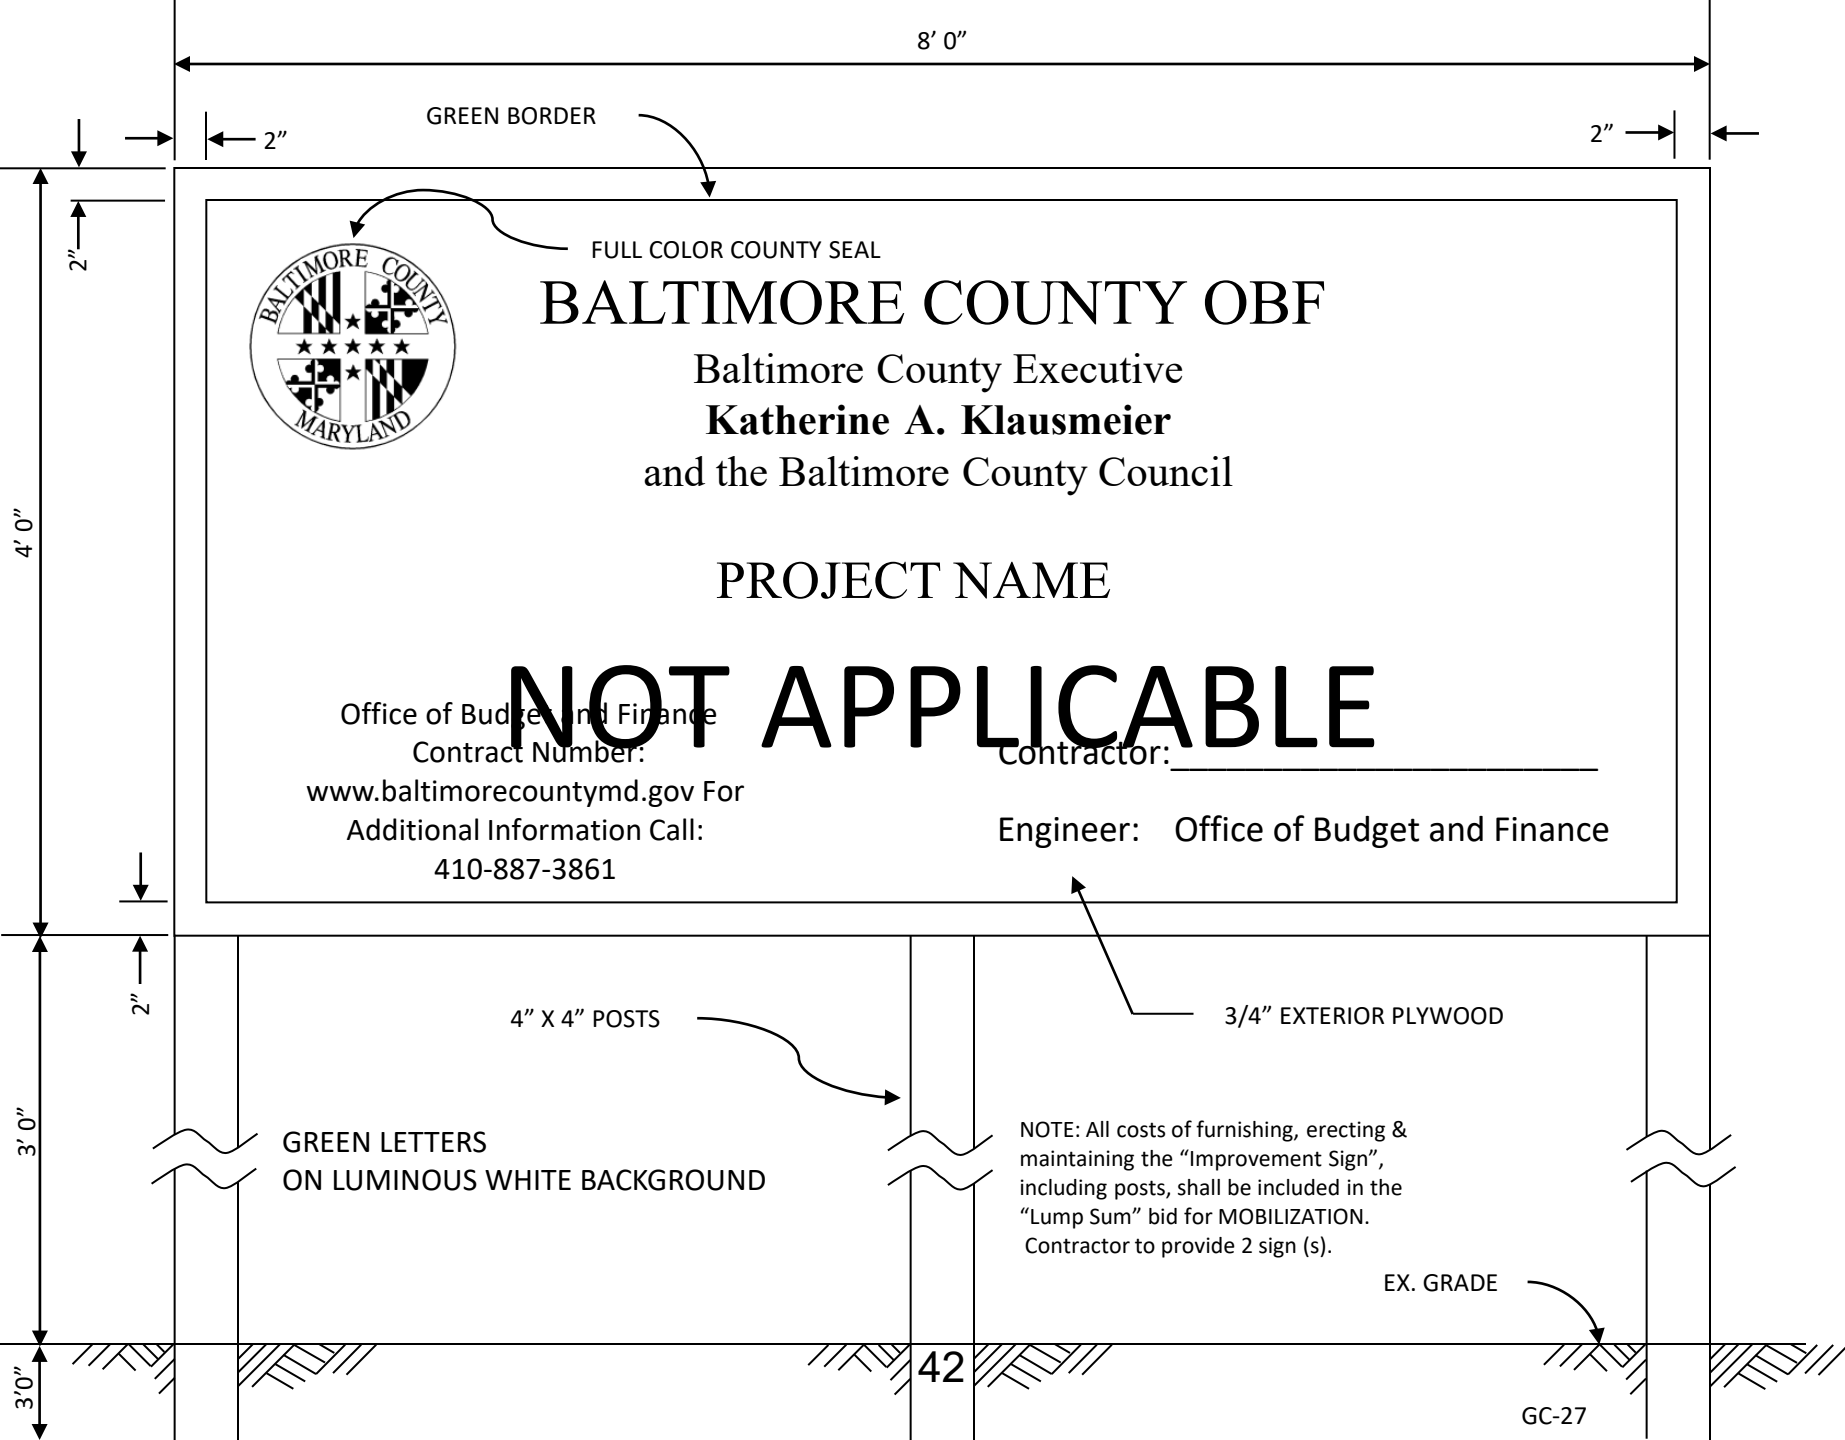 8’ 0”
GREEN BORDER
2”
2”
2”
FULL COLOR COUNTY SEAL
BALTIMORE COUNTY
MARYLAND
BALTIMORE COUNTY OBF
Baltimore County Executive
Katherine A. Klausmeier
and the Baltimore County Council
4’ 0”
PROJECT NAME
NOT APPLICABLE
Office of Budget and Finance
Contract Number:
www.baltimorecountymd.gov For
Additional Information Call:
410-887-3861
Contractor:_______________________
Engineer: Office of Budget and Finance
2”
4” X 4” POSTS
3/4” EXTERIOR PLYWOOD
3’ 0”
GREEN LETTERS
ON LUMINOUS WHITE BACKGROUND
NOTE: All costs of furnishing, erecting &
maintaining the “Improvement Sign”,
including posts, shall be included in the
“Lump Sum” bid for MOBILIZATION.
Contractor to provide 2 sign (s).
EX. GRADE
3’0”
42
GC-27